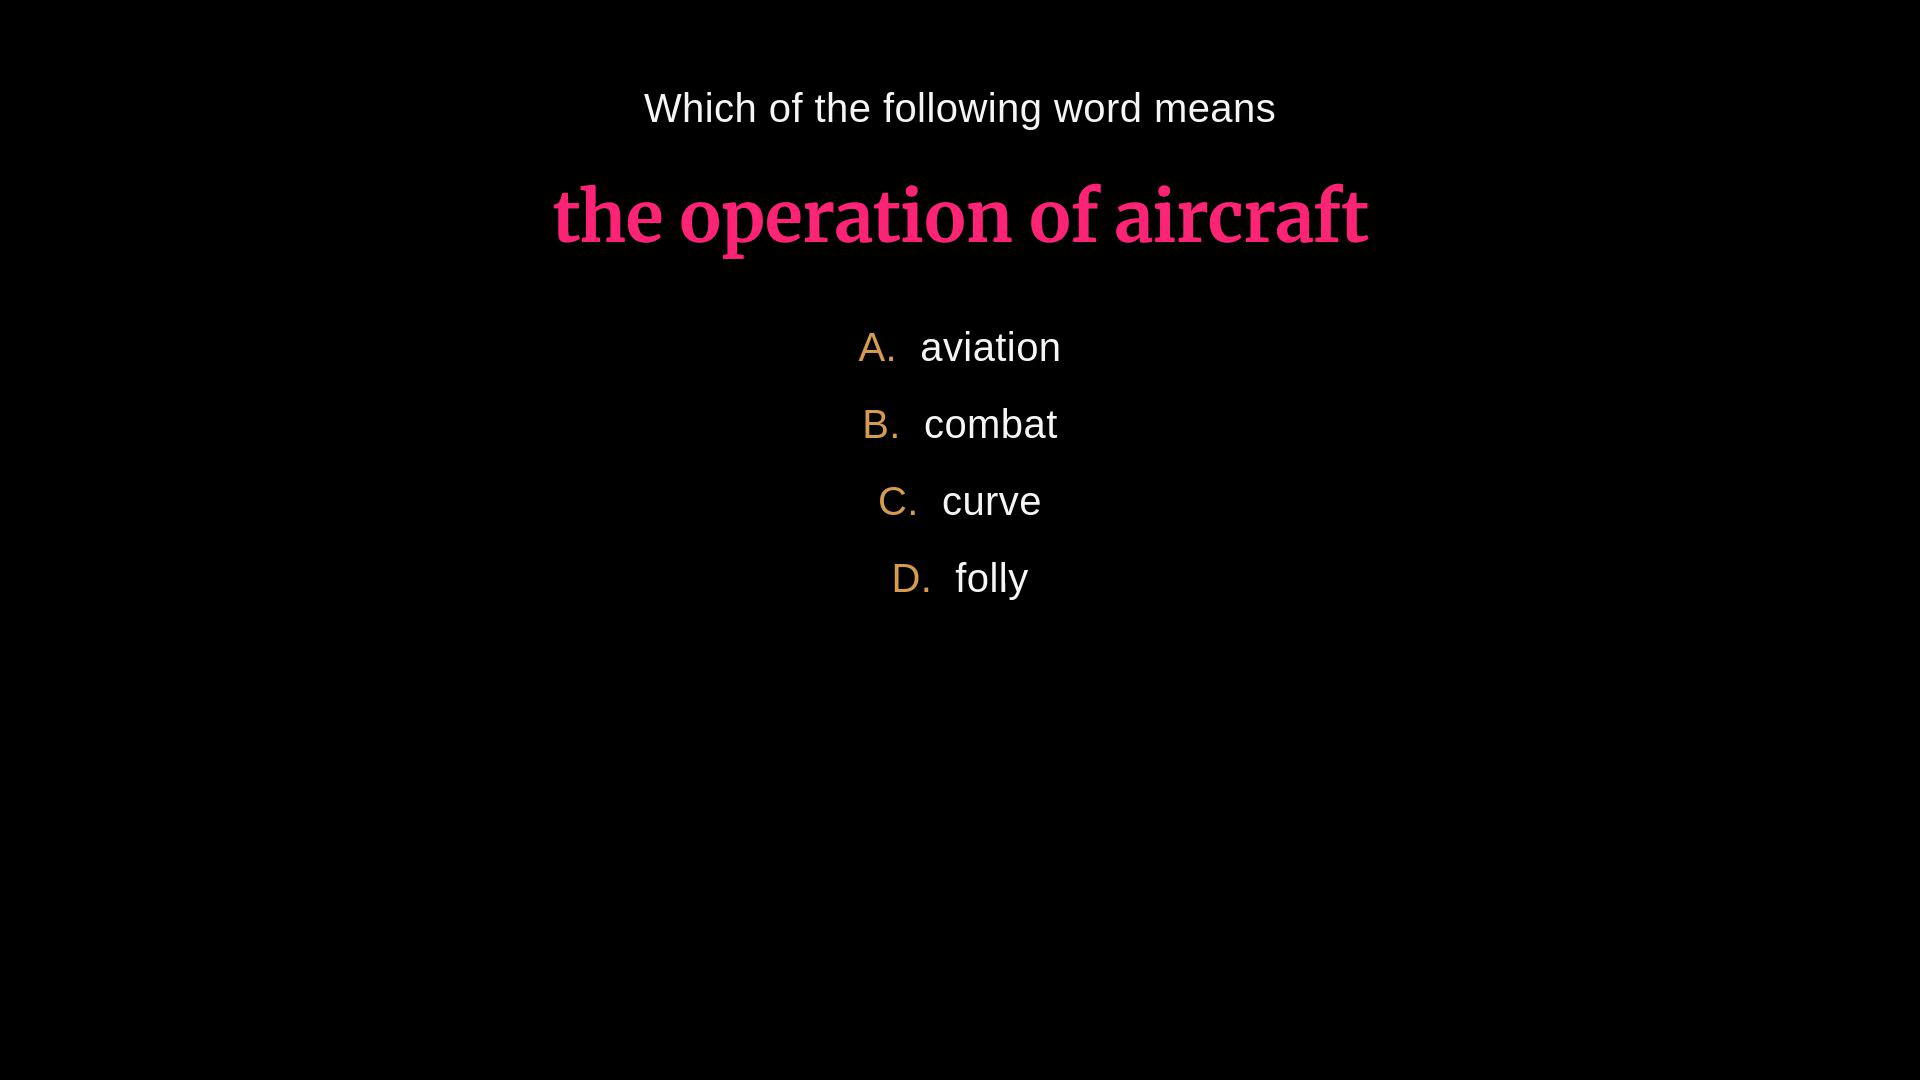 Which of the following word means
the operation of aircraft
A. aviation
B. combat
C. curve
D. folly